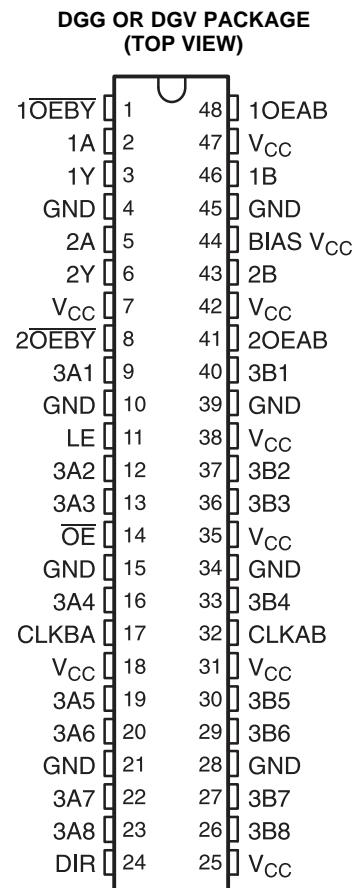 DGG OR DGV PACKAGE
(TOP VIEW)
1OEBY 1 48 1OEAB
1A 2 47 VCC
1Y 3 46 1B
GND 4 45 GND
2A 5 44 BIAS VCC
2Y 6 43 2B
VCC 7 42 VCC
2OEBY 8 41 2OEAB
3A1 9 40 3B1
GND 10 39 GND
LE 11 38 VCC
3A2 12 37 3B2
3A3 13 36 3B3
OE 14 35 VCC
GND 15 34 GND
3A4 16 33 3B4
CLKBA 17 32 CLKAB
VCC 18 31 VCC
3A5 19 30 3B5
3A6 20 29 3B6
GND 21 28 GND
3A7 22 27 3B7
3A8 23 26 3B8
DIR 24 25 VCC